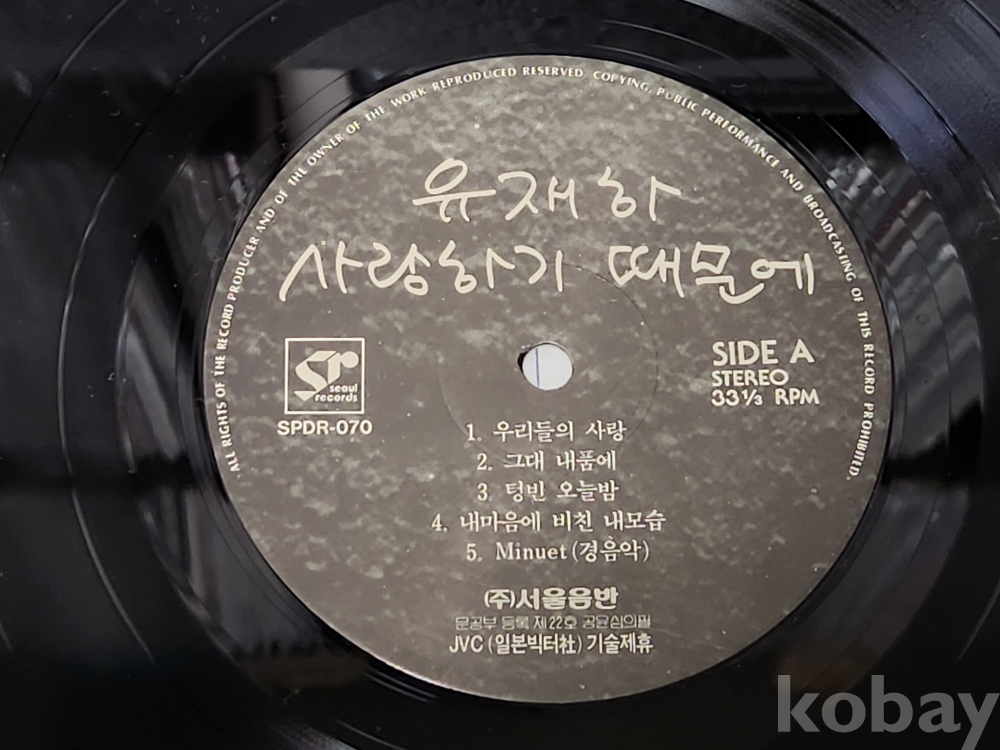 ALL RIGHTS OF THE RECORD PRODUCER AND OF THE OWNER OF THE WORK REPRODUCED RESERVED. COPYING, PUBLIC PERFORMANCE AND BROADCASTING OF THIS RECORD PROHIBITED.
유재하
사랑하기 때문에
sr
seoul
records
SPDR-070
SIDE A
STEREO
33⅓ RPM
1. 우리들의 사랑
2. 그대 내품에
3. 텅빈 오늘밤
4. 내마음에 비친 내모습
5. Minuet (경음악)
(주)서울음반
문공부 등록 제22호 공윤심의필
JVC (일본빅터社) 기술제휴
kobay